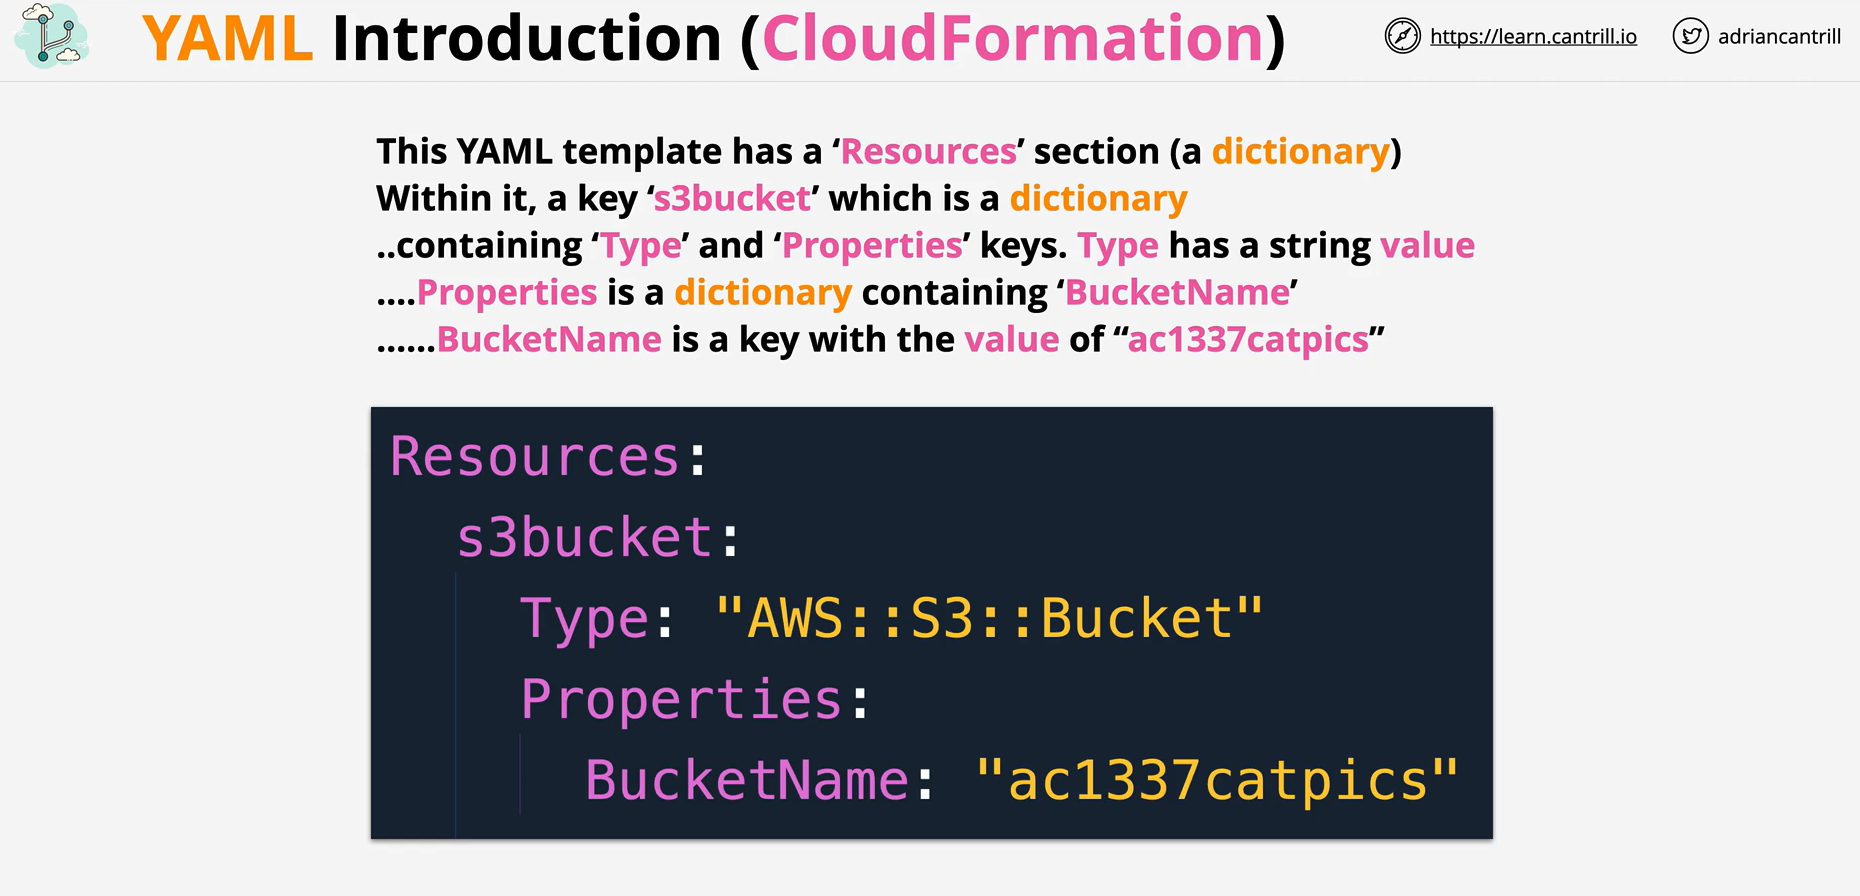 YAML Introduction (CloudFormation)
https://learn.cantrill.io
adriancantrill
This YAML template has a ‘Resources’ section (a dictionary)
Within it, a key ‘s3bucket’ which is a dictionary
..containing ‘Type’ and ‘Properties’ keys. Type has a string value
....Properties is a dictionary containing ‘BucketName’
......BucketName is a key with the value of “ac1337catpics”
Resources:
  s3bucket:
    Type: "AWS::S3::Bucket"
    Properties:
      BucketName: "ac1337catpics"